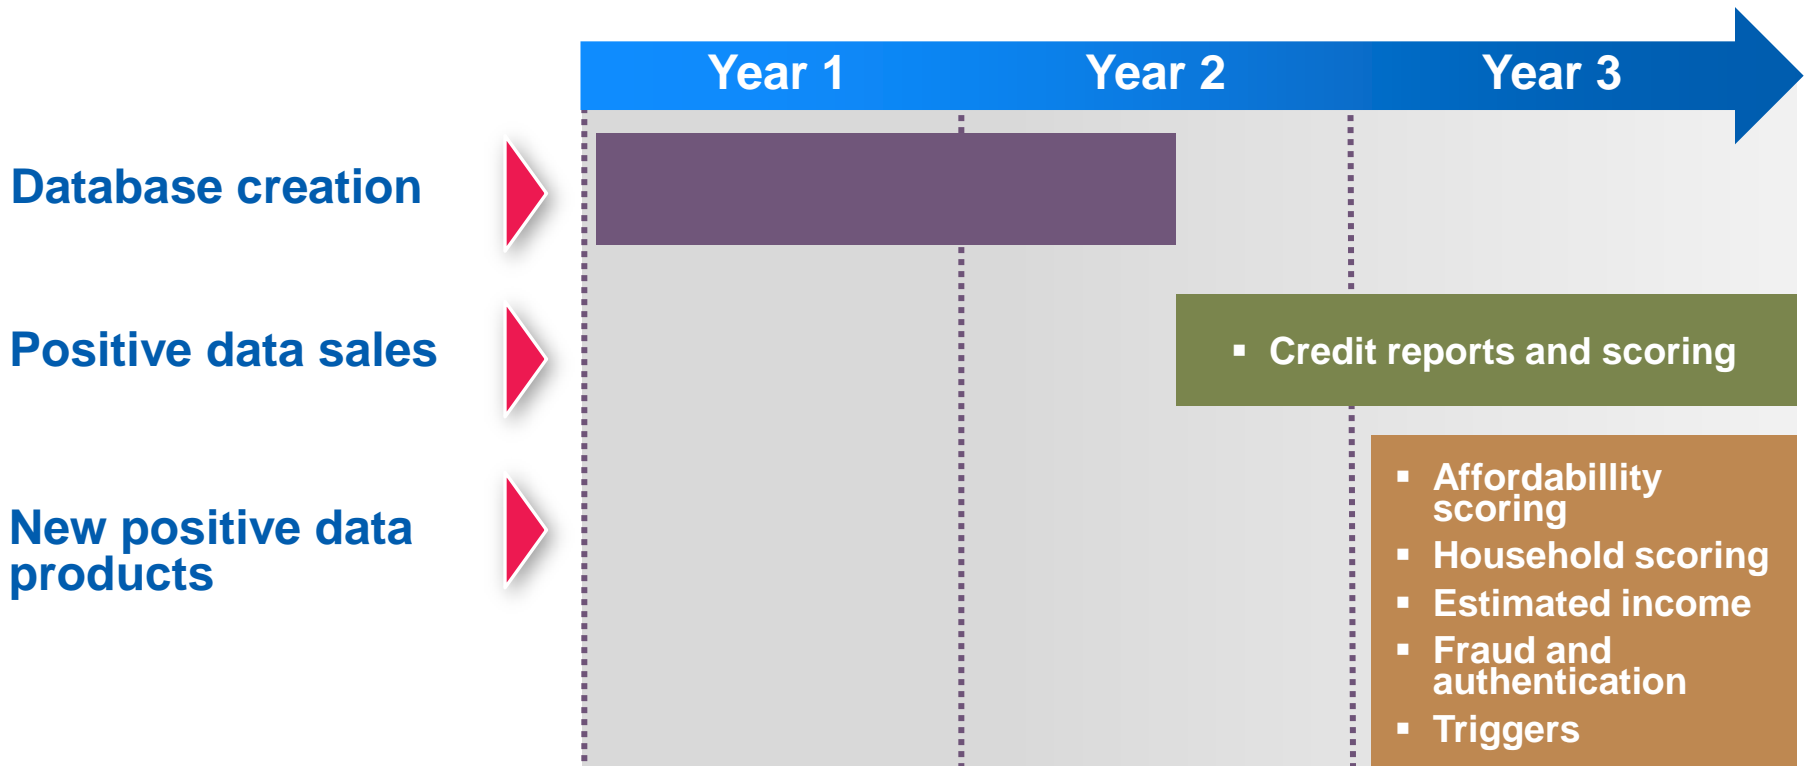 Year 1 Year 2 Year 3
Database creation
Positive data sales
▪ Credit reports and scoring
New positive data
products
▪ Affordabillity
scoring
▪ Household scoring
▪ Estimated income
▪ Fraud and
authentication
▪ Triggers